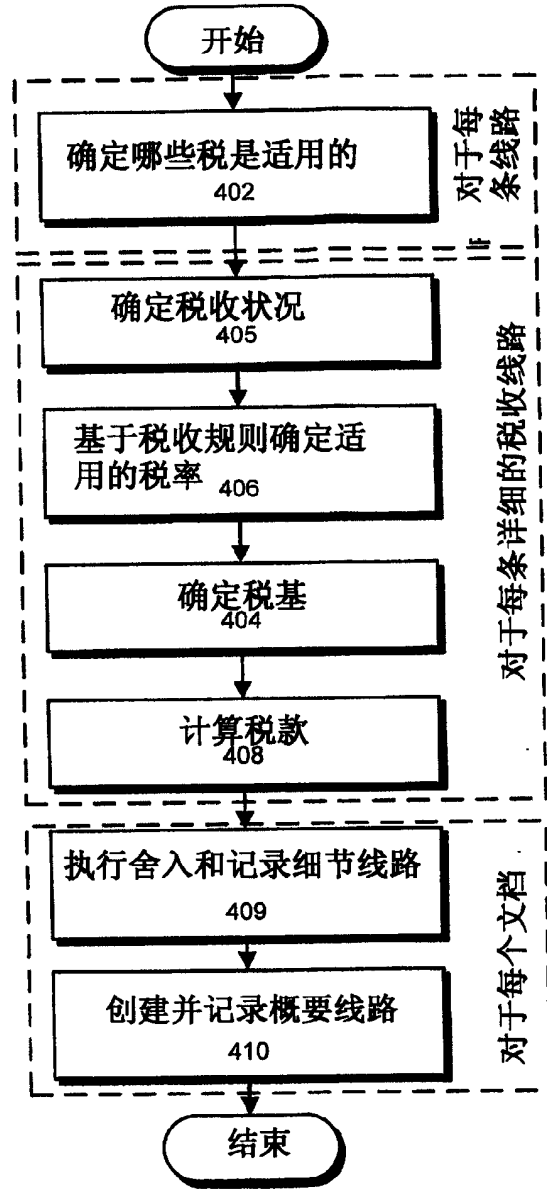 开始
确定哪些税是适用的
402
对于每
条线路
确定税收状况
405
基于税收规则确定适
用的税率 406
确定税基
404
计算税款
408
对于每条详细的税收线路
执行舍入和记录细节线路
409
创建并记录概要线路
410
对于每个文档
结束